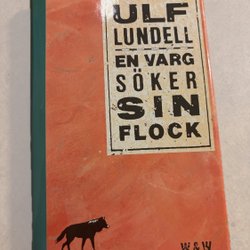 ULF
LUNDELL
EN VARG
SÖKER
SIN
FLOCK
W&W